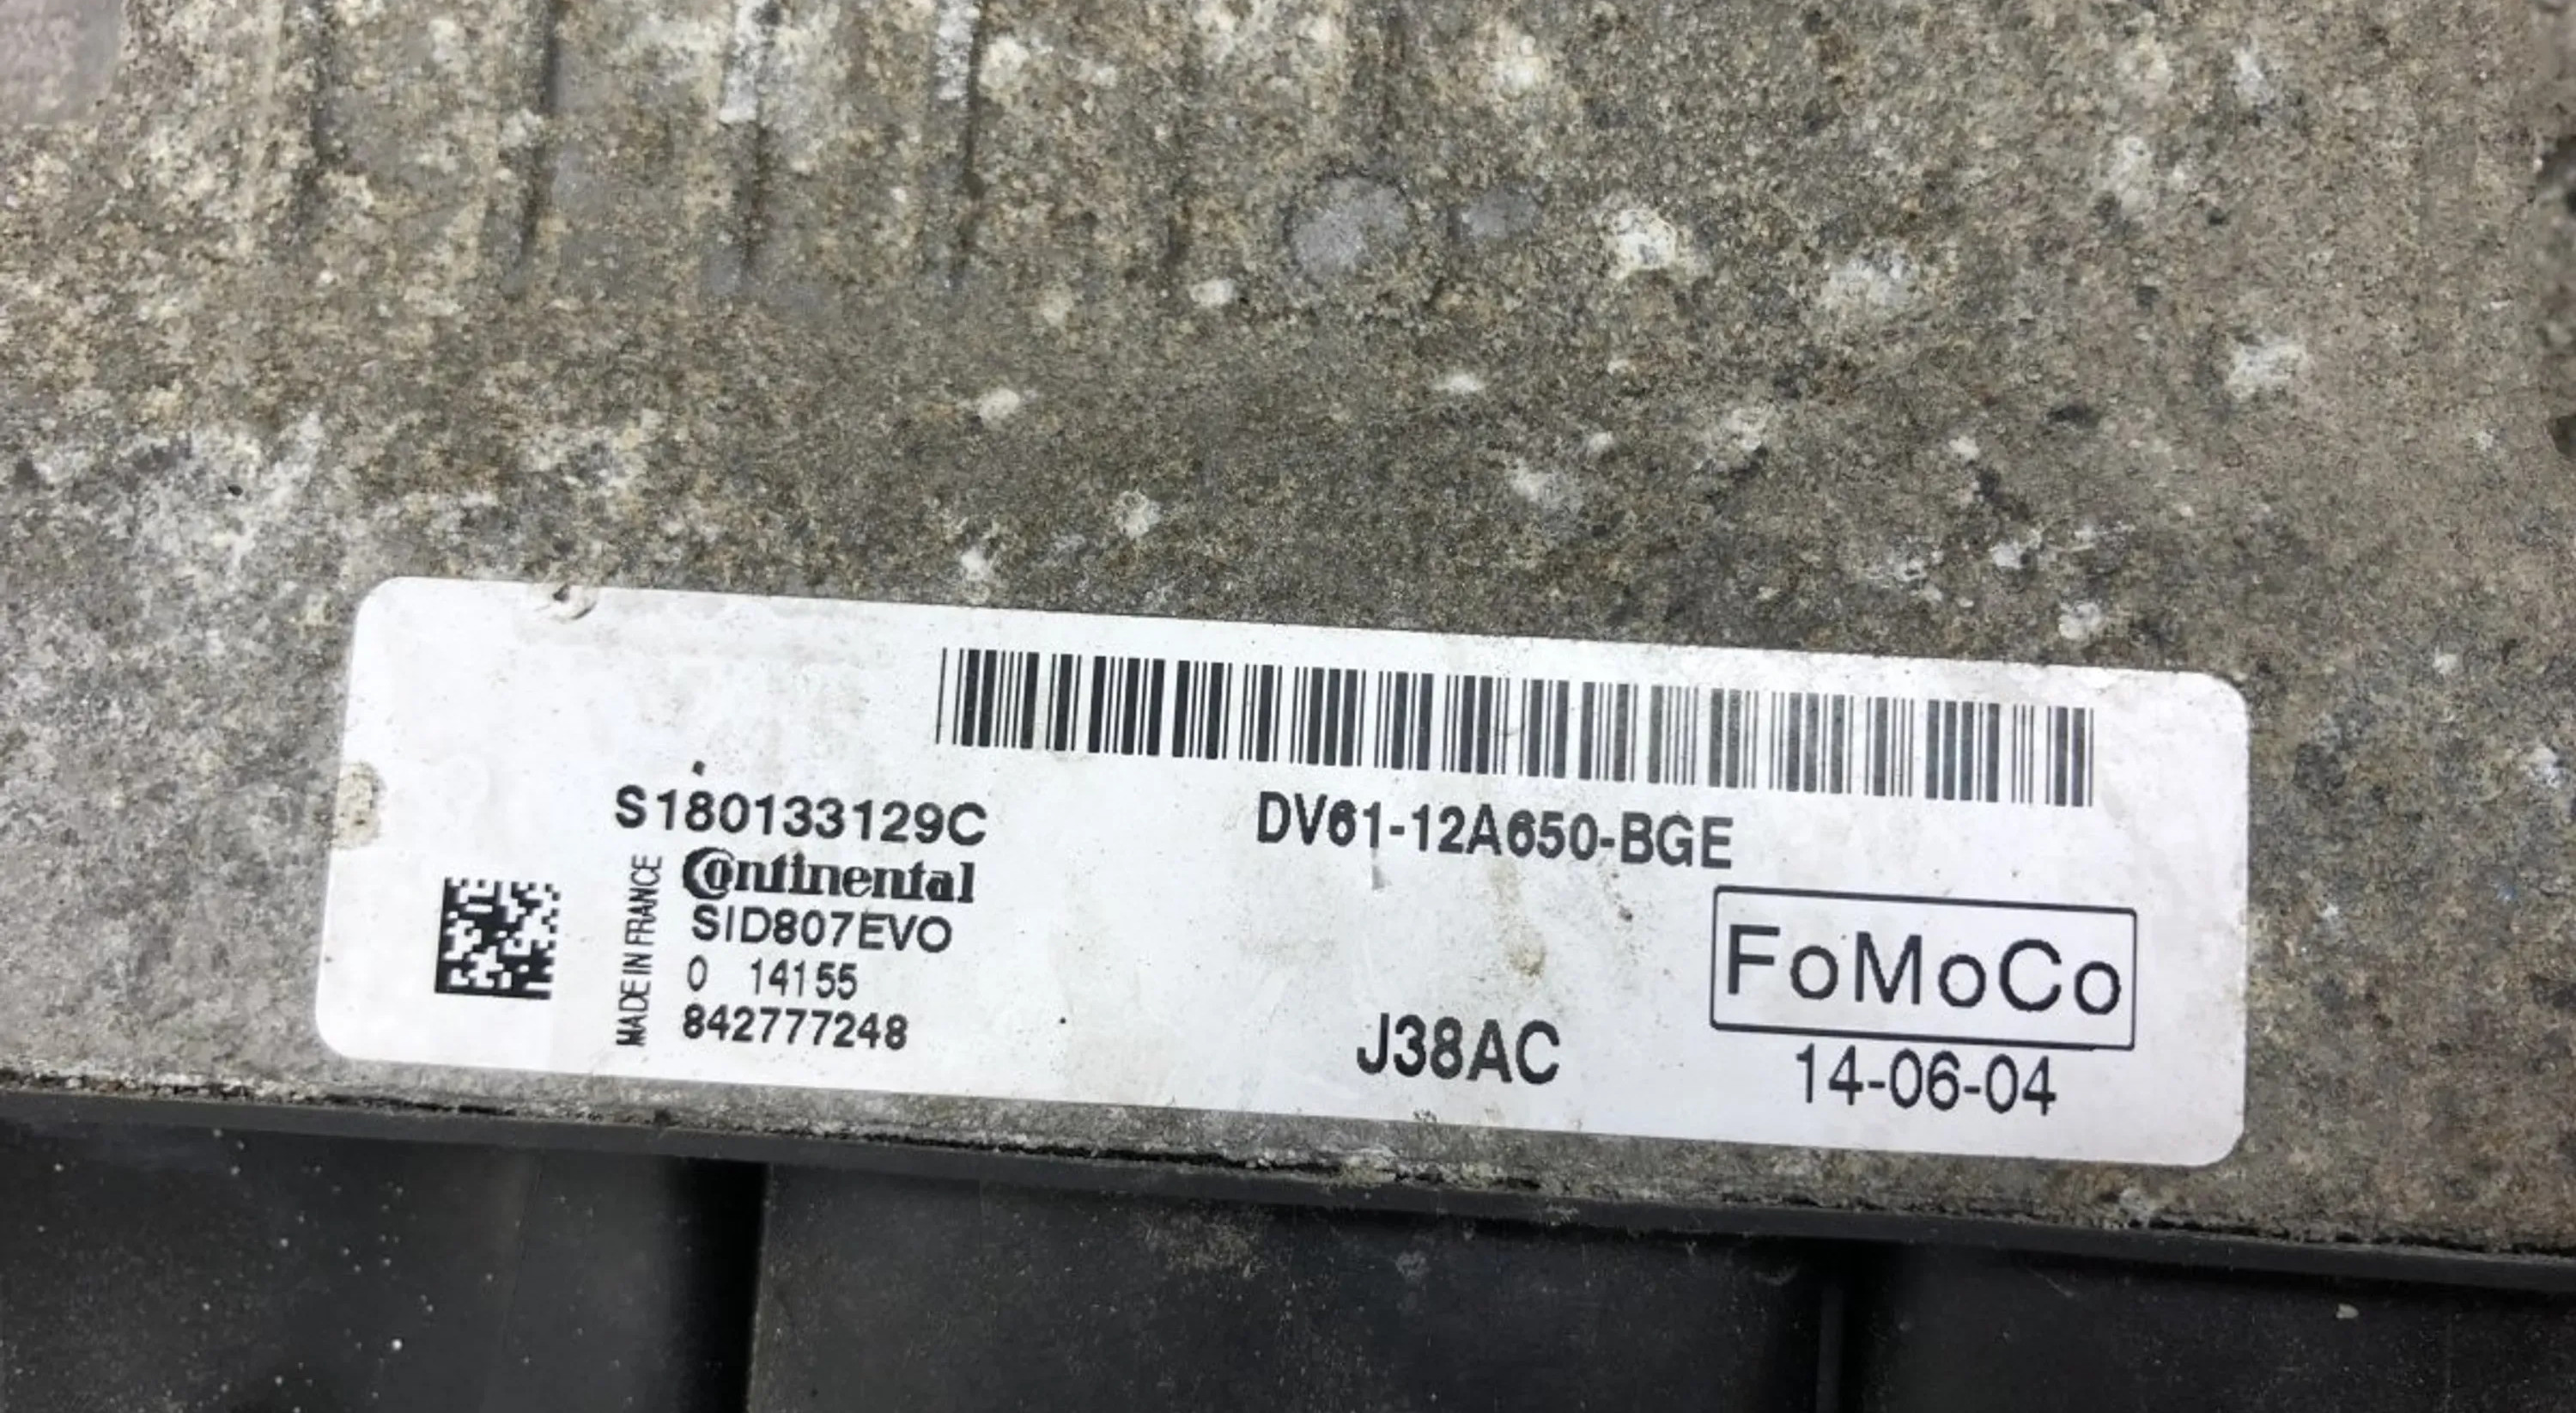 S180133129C
DV61-12A650-BGE
MADE IN FRANCE
Continental
SID807EVO
0 14155
842777248
J38AC
FoMoCo
14-06-04